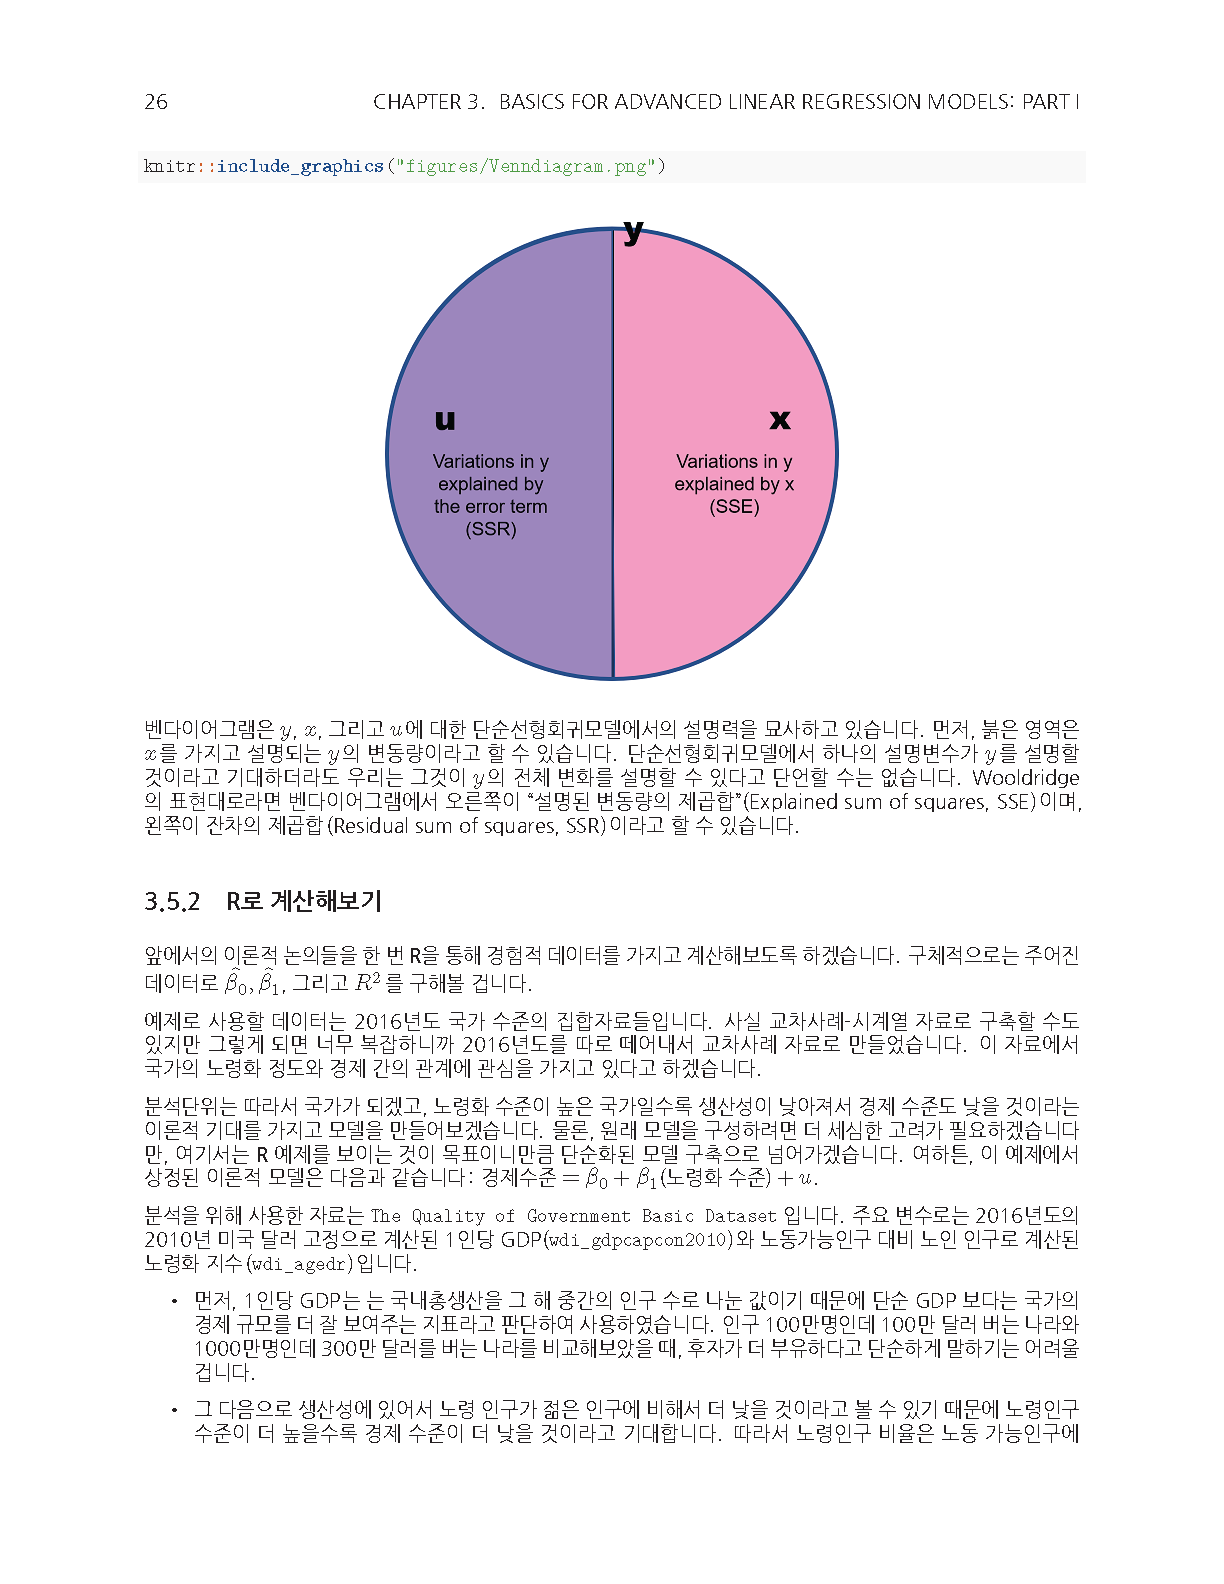 26 CHAPTER 3. BASICS FOR ADVANCED LINEAR REGRESSION MODELS: PART I
knitr::include_graphics("figures/Venndiagram.png")
y
u
Variations in y
explained by
the error term
(SSR)
x
Variations in y
explained by x
(SSE)
벤다이어그램은 y, x, 그리고 u에 대한 단순선형회귀모델에서의 설명력을 묘사하고 있습니다. 먼저, 붉은 영역은
x를 가지고 설명되는 y의 변동량이라고 할 수 있습니다. 단순선형회귀모델에서 하나의 설명변수가 y를 설명할
것이라고 기대하더라도 우리는 그것이 y의 전체 변화를 설명할 수 있다고 단언할 수는 없습니다. Wooldridge
의 표현대로라면 벤다이어그램에서 오른쪽이 “설명된 변동량의 제곱합”(Explained sum of squares, SSE)이며,
왼쪽이 잔차의 제곱합(Residual sum of squares, SSR)이라고 할 수 있습니다.
3.5.2 R로 계산해보기
앞에서의 이론적 논의들을 한 번 R을 통해 경험적 데이터를 가지고 계산해보도록 하겠습니다. 구체적으로는 주어진
데이터로 β̂₀, β̂₁, 그리고 R²를 구해볼 겁니다.
예제로 사용할 데이터는 2016년도 국가 수준의 집합자료들입니다. 사실 교차사례-시계열 자료로 구축할 수도
있지만 그렇게 되면 너무 복잡하니까 2016년도를 따로 떼어내서 교차사례 자료로 만들었습니다. 이 자료에서
국가의 노령화 정도와 경제 간의 관계에 관심을 가지고 있다고 하겠습니다.
분석단위는 따라서 국가가 되겠고, 노령화 수준이 높은 국가일수록 생산성이 낮아져서 경제 수준도 낮을 것이라는
이론적 기대를 가지고 모델을 만들어보겠습니다. 물론, 원래 모델을 구성하려면 더 세심한 고려가 필요하겠습니다
만, 여기서는 R 예제를 보이는 것이 목표이니만큼 단순화된 모델 구축으로 넘어가겠습니다. 여하튼, 이 예제에서
상정된 이론적 모델은 다음과 같습니다: 경제수준 = β₀ + β₁(노령화 수준) + u.
분석을 위해 사용한 자료는 The Quality of Government Basic Dataset 입니다. 주요 변수로는 2016년도의
2010년 미국 달러 고정으로 계산된 1인당 GDP(wdi_gdpcapcon2010)와 노동가능인구 대비 노인 인구로 계산된
노령화 지수(wdi_agedr)입니다.
• 먼저, 1인당 GDP는 는 국내총생산을 그 해 중간의 인구 수로 나눈 값이기 때문에 단순 GDP 보다는 국가의
경제 규모를 더 잘 보여주는 지표라고 판단하여 사용하였습니다. 인구 100만명인데 100만 달러 버는 나라와
1000만명인데 300만 달러를 버는 나라를 비교해보았을 때, 후자가 더 부유하다고 단순하게 말하기는 어려울
겁니다.
• 그 다음으로 생산성에 있어서 노령 인구가 젊은 인구에 비해서 더 낮을 것이라고 볼 수 있기 때문에 노령인구
수준이 더 높을수록 경제 수준이 더 낮을 것이라고 기대합니다. 따라서 노령인구 비율은 노동 가능인구에